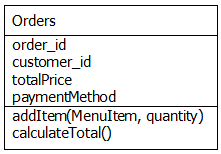 Orders
order_id
customer_id
totalPrice
paymentMethod
addItem(MenuItem, quantity)
calculateTotal()